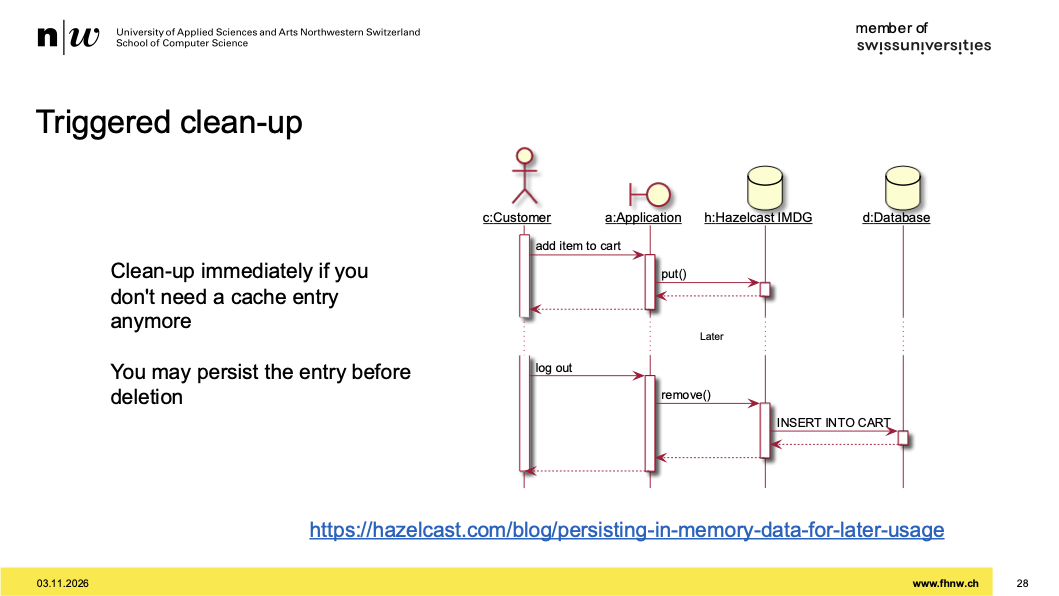 n w University of Applied Sciences and Arts Northwestern Switzerland
School of Computer Science
member of
swissuniversities
Triggered clean-up
Clean-up immediately if you
don't need a cache entry
anymore
You may persist the entry before
deletion
c:Customer a:Application h:Hazelcast IMDG d:Database
add item to cart
put()
Later
log out
remove()
INSERT INTO CART
https://hazelcast.com/blog/persisting-in-memory-data-for-later-usage
03.11.2026 www.fhnw.ch 28